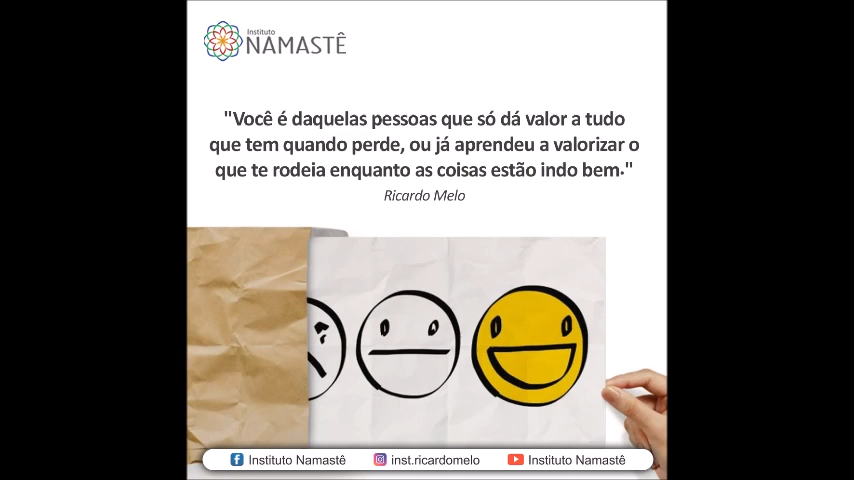 Instituto
NAMASTÊ
"Você é daquelas pessoas que só dá valor a tudo
que tem quando perde, ou já aprendeu a valorizar o
que te rodeia enquanto as coisas estão indo bem."
Ricardo Melo
Instituto Namastê inst.ricardomelo Instituto Namastê